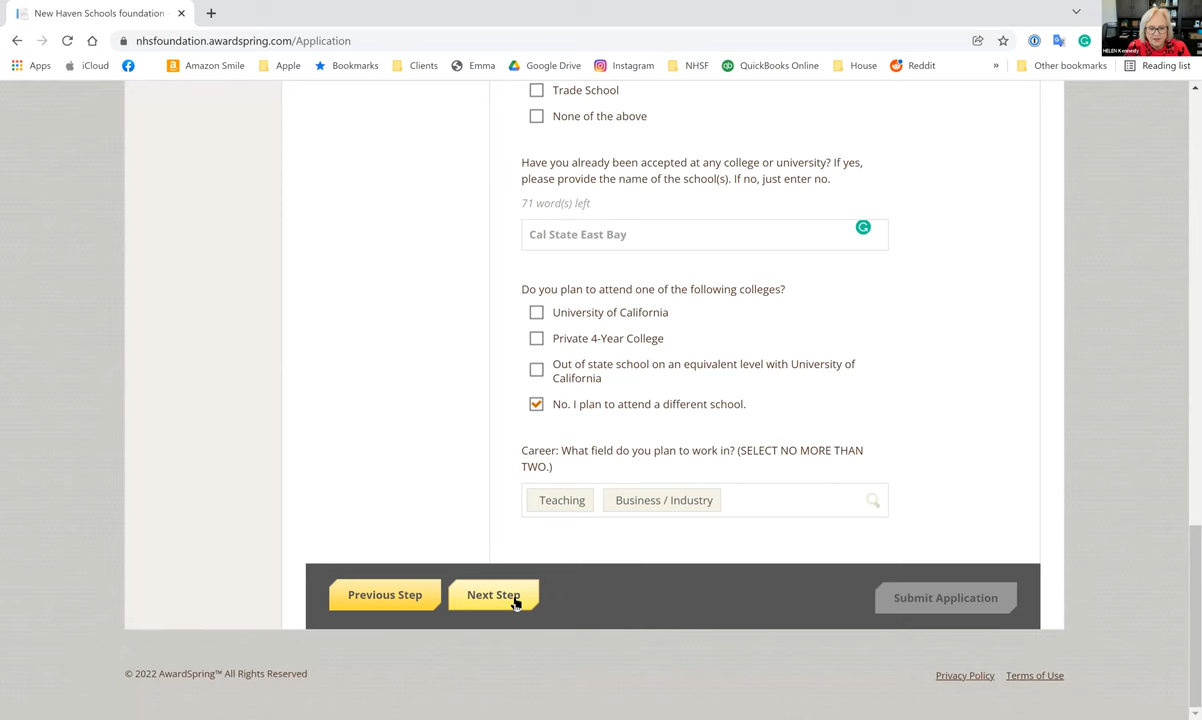 New Haven Schools foundation -
nhsfoundation.awardspring.com/Application
HELEN Kennedy
Apps iCloud Amazon Smile Apple Bookmarks Clients Emma Google Drive Instagram NHSF QuickBooks Online House Reddit » Other bookmarks Reading list
Trade School
None of the above
Have you already been accepted at any college or university? If yes,
please provide the name of the school(s). If no, just enter no.
71 word(s) left
Cal State East Bay
Do you plan to attend one of the following colleges?
University of California
Private 4-Year College
Out of state school on an equivalent level with University of
California
No. I plan to attend a different school.
Career: What field do you plan to work in? (SELECT NO MORE THAN
TWO.)
Teaching Business / Industry
Previous Step Next Step Submit Application
© 2022 AwardSpring™ All Rights Reserved
Privacy Policy Terms of Use